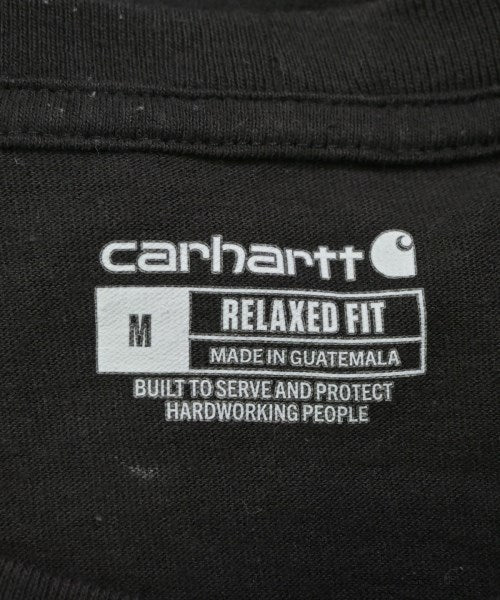 carhartt
M
RELAXED FIT
MADE IN GUATEMALA
BUILT TO SERVE AND PROTECT
HARDWORKING PEOPLE